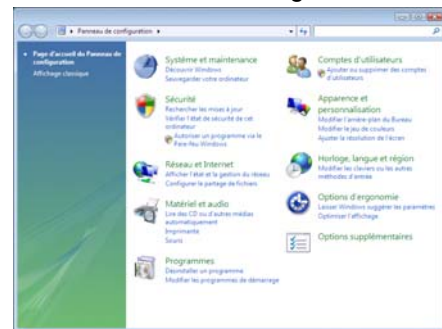 Panneau de configuration
Page d'accueil du Panneau de
configuration
Affichage classique
Système et maintenance
Découvrir Windows
Sauvegarder votre ordinateur
Sécurité
Rechercher les mises à jour
Vérifier l'état de sécurité de cet
ordinateur
Autoriser un programme via le
Pare-feu Windows
Réseau et Internet
Afficher l'état et la gestion du réseau
Configurer le partage de fichiers
Matériel et audio
Lire des CD ou d'autres médias
automatiquement
Imprimante
Souris
Programmes
Désinstaller un programme
Modifier les programmes de démarrage
Comptes d'utilisateurs
Ajouter ou supprimer des comptes
d'utilisateurs
Apparence et
personnalisation
Modifier l'arrière-plan du Bureau
Modifier le jeu de couleurs
Ajuster la résolution de l'écran
Horloge, langue et région
Modifier les claviers ou les autres
méthodes d'entrée
Options d'ergonomie
Laisser Windows suggérer les paramètres
Optimiser l'affichage
Options supplémentaires